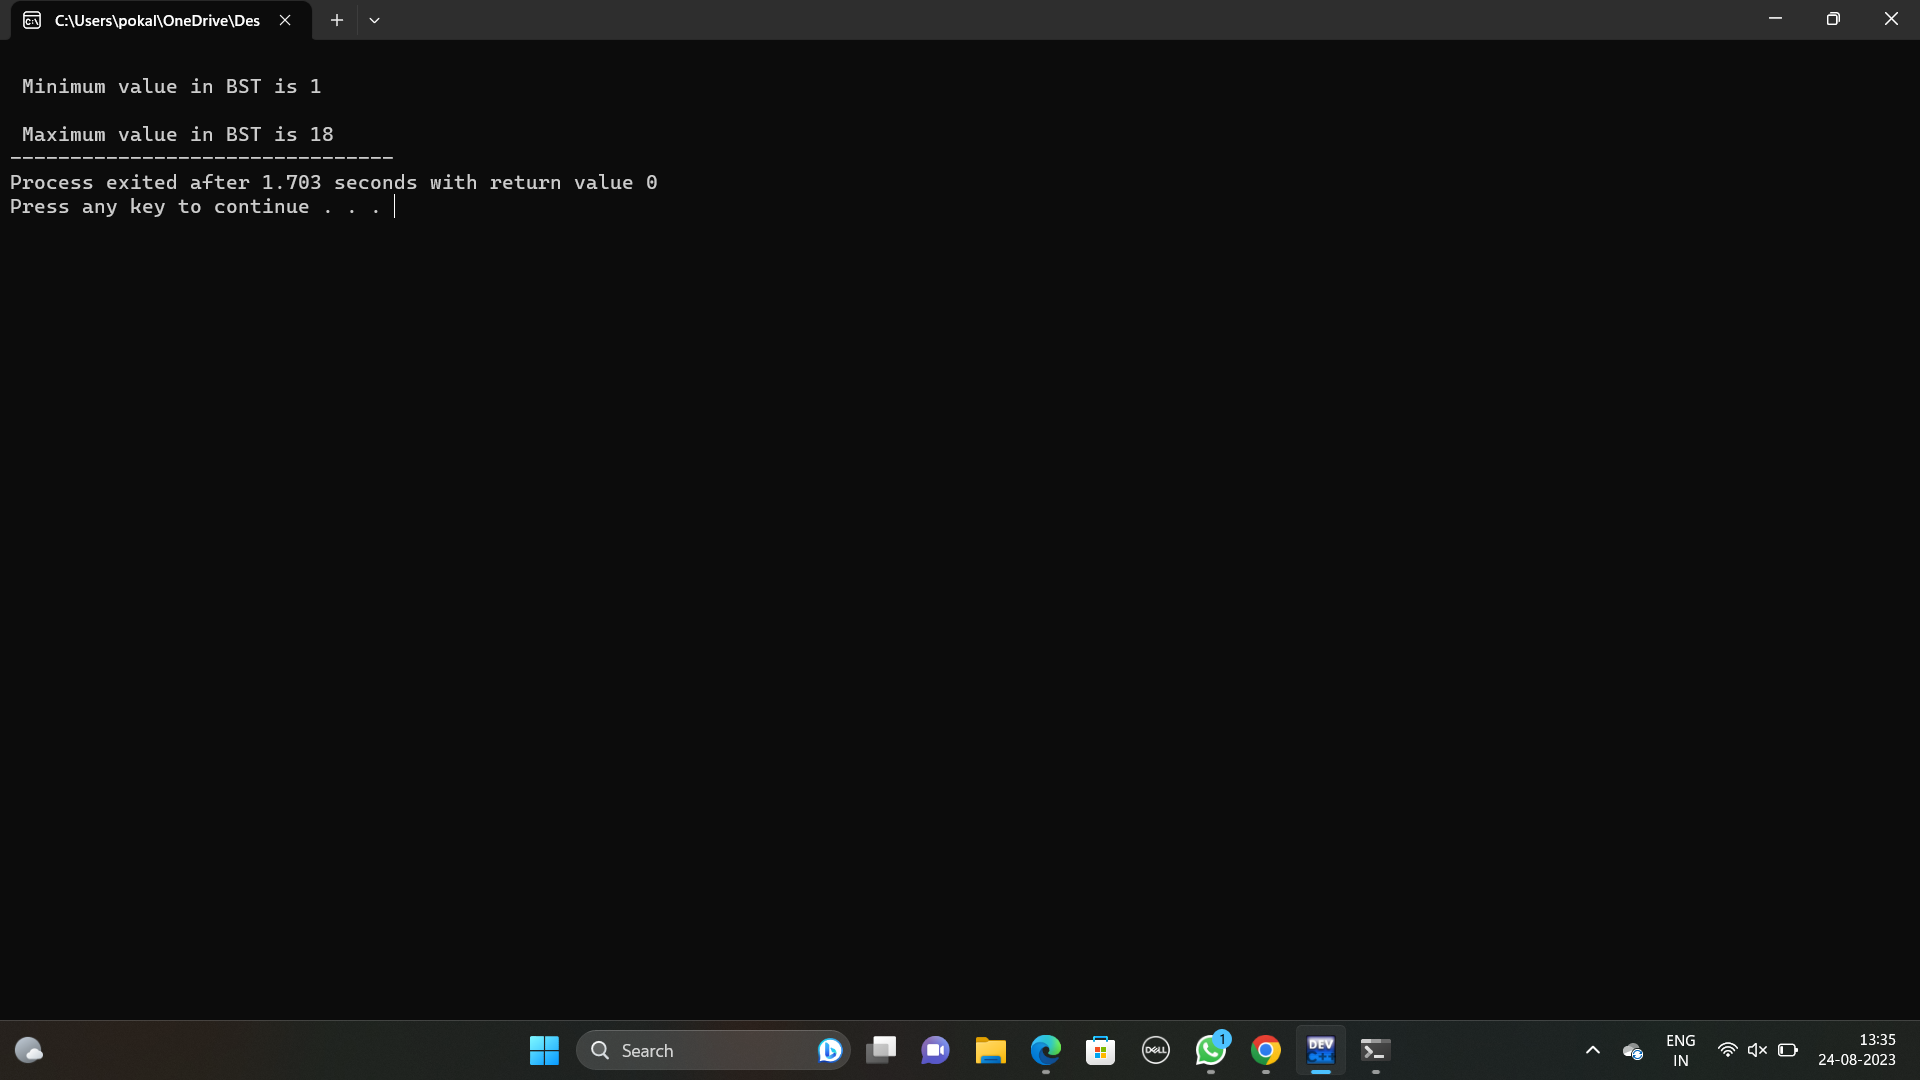 C:\Users\pokal\OneDrive\Des
Minimum value in BST is 1
Maximum value in BST is 18
--------------------------------
Process exited after 1.703 seconds with return value 0
Press any key to continue . . .
Search
DELL
1
DEV
C++
ENG
IN
13:35
24-08-2023